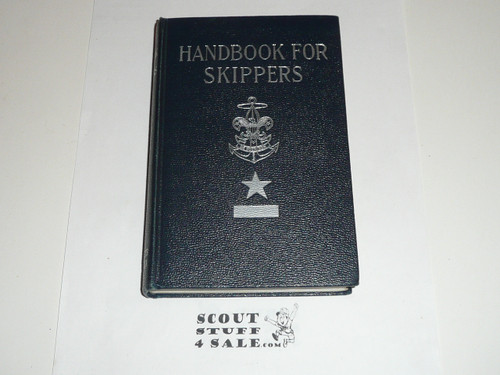 HANDBOOK FOR
SKIPPERS
SCOUT
STUFF
4 SALE.com